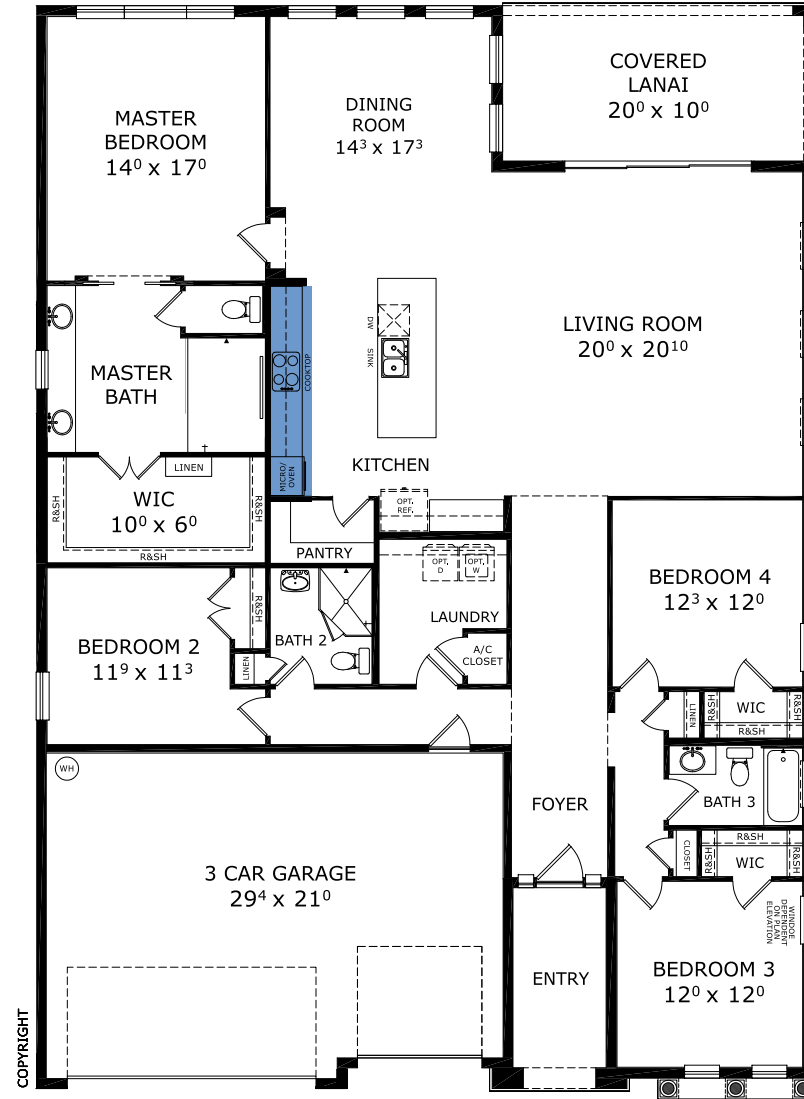 COVERED
LANAI
20⁰ x 10⁰
MASTER
BEDROOM
14⁰ x 17⁰
DINING
ROOM
14³ x 17³
DW
SINK
LIVING ROOM
20⁰ x 20¹⁰
COOKTOP
MASTER
BATH
MICRO/
OVEN
KITCHEN
LINEN
WIC
10⁰ x 6⁰
R&SH
R&SH
R&SH
OPT.
REF.
PANTRY
OPT.
D
OPT.
W
LAUNDRY
A/C
CLOSET
BEDROOM 4
12³ x 12⁰
BEDROOM 2
11⁹ x 11³
R&SH
LINEN
BATH 2
LINEN
R&SH
WIC
R&SH
R&SH
WH
BATH 3
FOYER
CLOSET
R&SH
R&SH
WIC
R&SH
3 CAR GARAGE
29⁴ x 21⁰
WINDOE
DEPENDENT
ON PLAN
ELEVATION
BEDROOM 3
12⁰ x 12⁰
ENTRY
COPYRIGHT